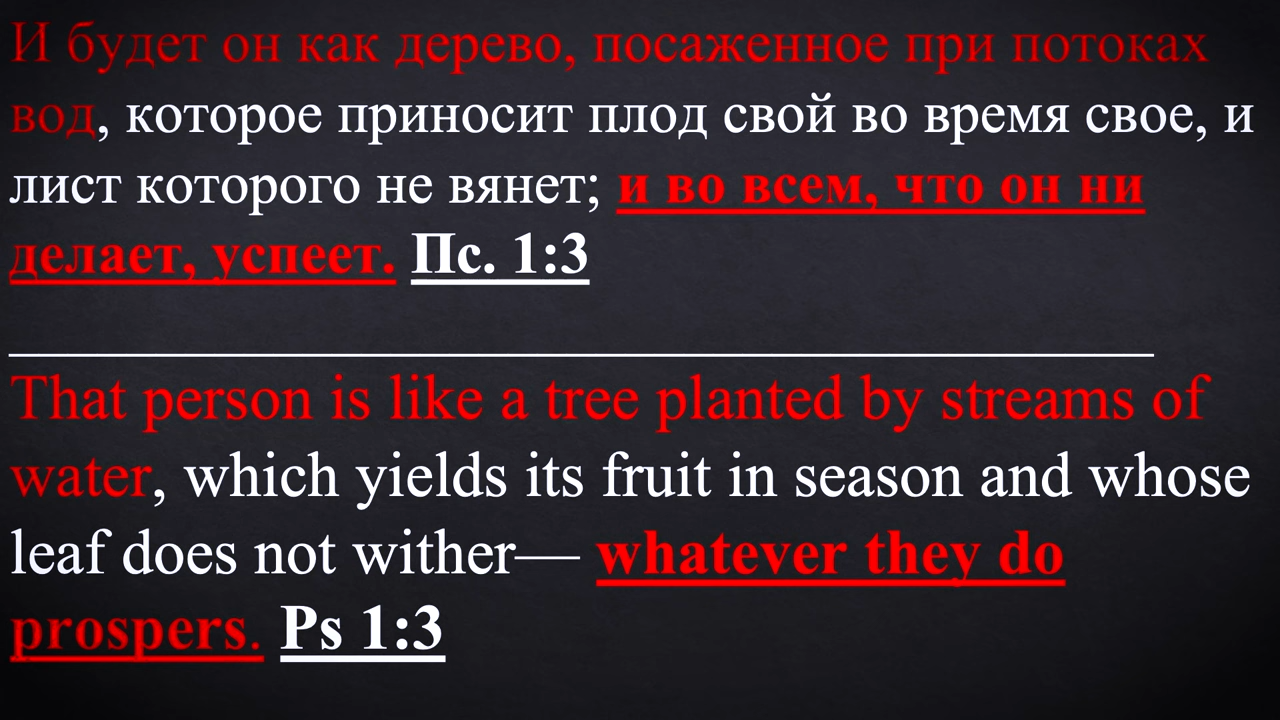 И будет он как дерево, посаженное при потоках
вод, которое приносит плод свой во время свое, и
лист которого не вянет; и во всем, что он ни
делает, успеет. Пс. 1:3
That person is like a tree planted by streams of
water, which yields its fruit in season and whose
leaf does not wither— whatever they do
prospers. Ps 1:3